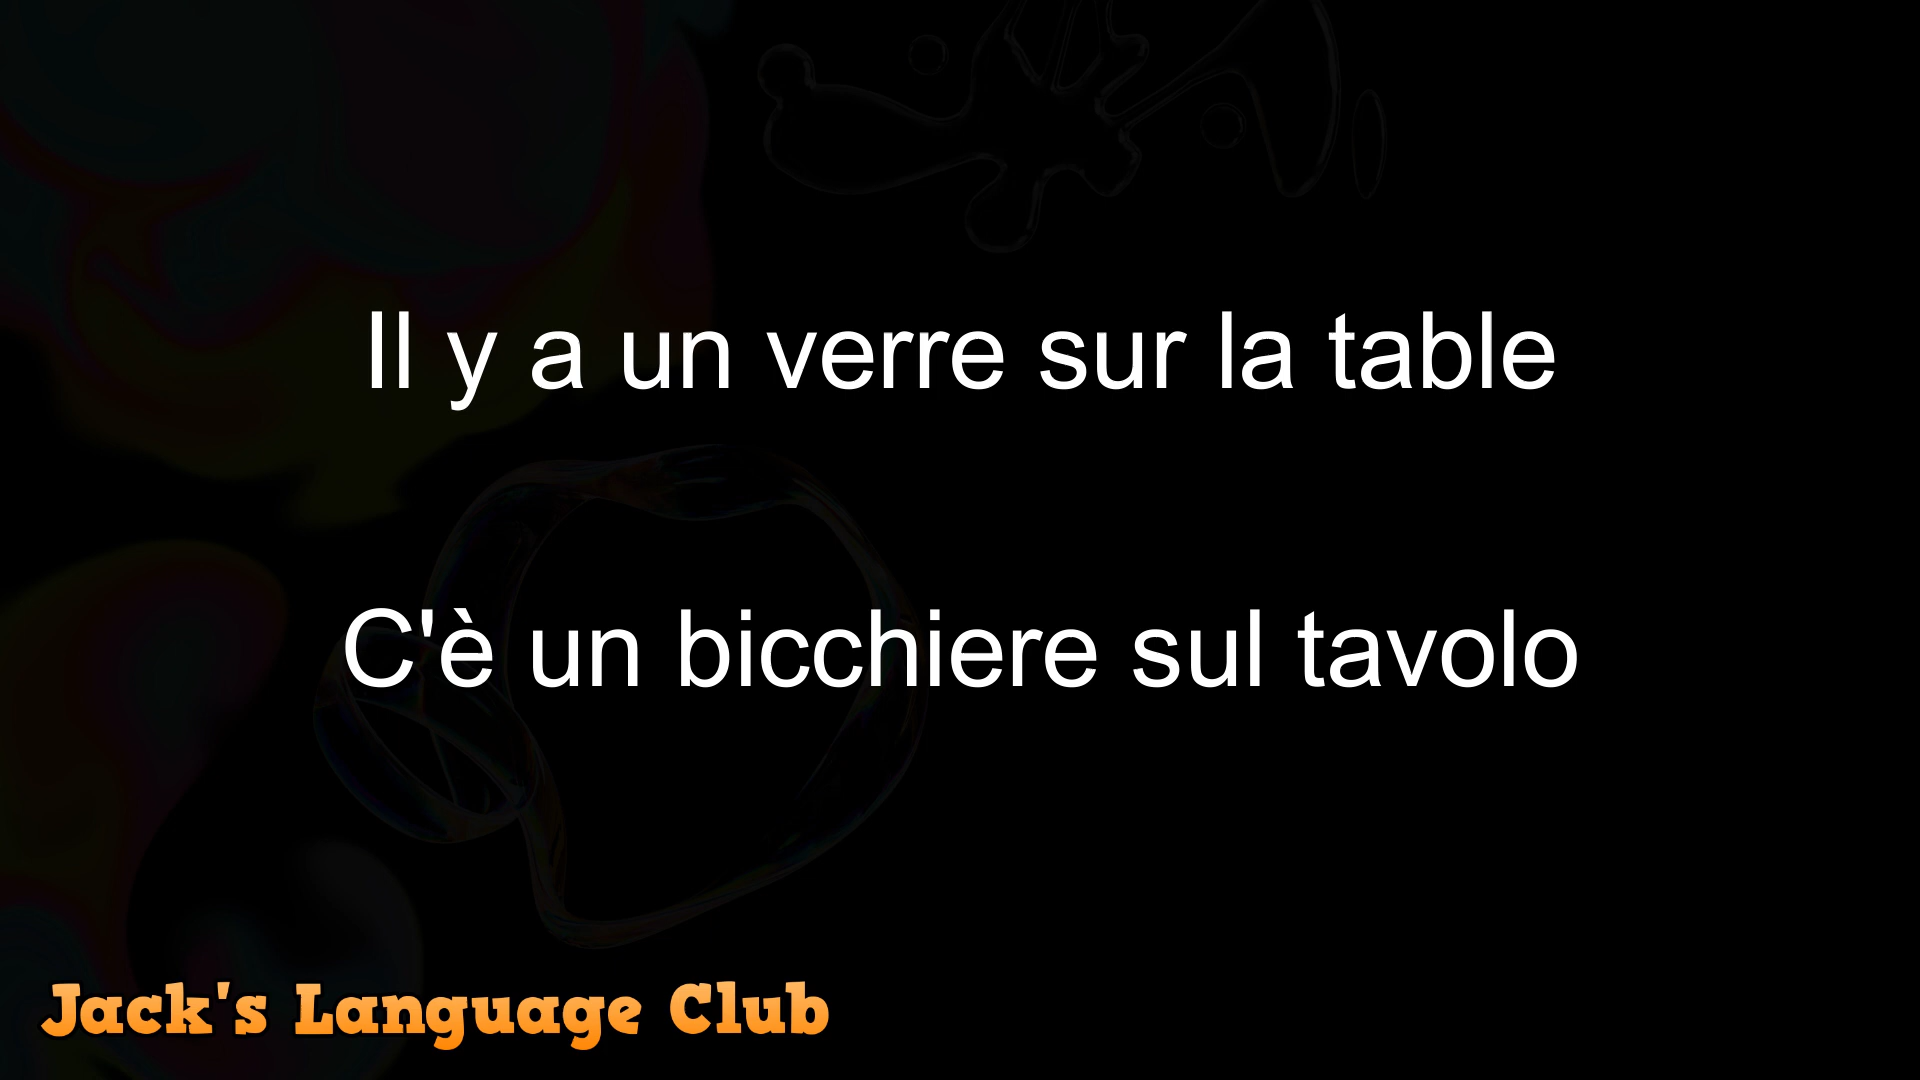 Il y a un verre sur la table
C'è un bicchiere sul tavolo
Jack's Language Club